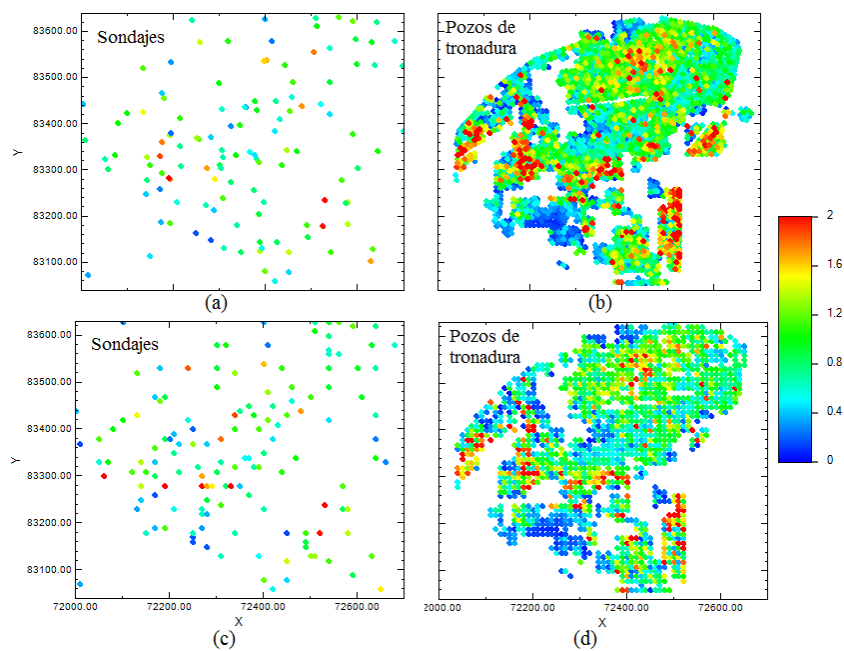 83600.00
83500.00
83400.00
83300.00
83200.00
83100.00
Y
Sondajes
(a)
Pozos de
tronadura
(b)
2
1.6
1.2
0.8
0.4
0
83600.00
83500.00
83400.00
83300.00
83200.00
83100.00
Y
Sondajes
72000.00 72200.00 72400.00 72600.00
X
(c)
Pozos de
tronadura
2000.00 72200.00 72400.00 72600.00
X
(d)